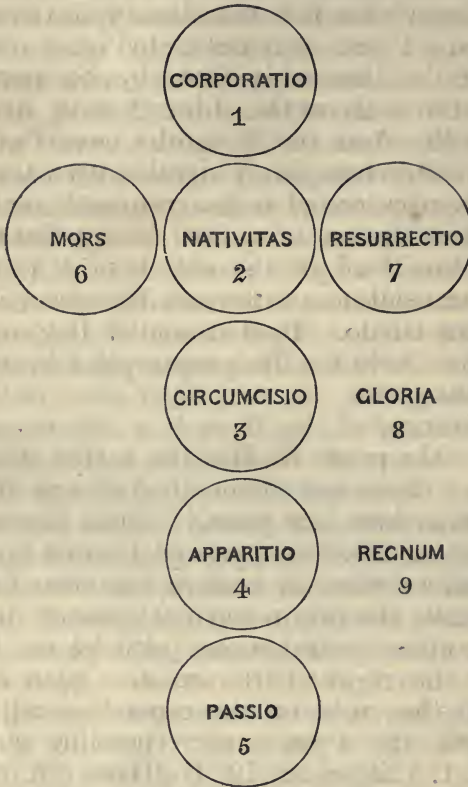 CORPORATIO
1
MORS NATIVITAS RESURRECTIO
6 2 7
CIRCUMCISIO GLORIA
3 8
APPARITIO REGNUM
4 9
PASSIO
5